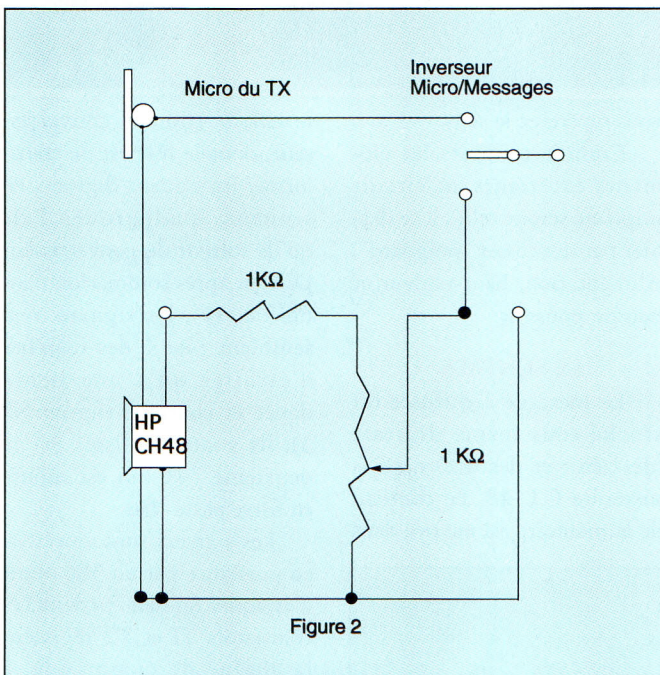 Micro du TX
Inverseur
Micro/Messages
1KΩ
HP
CH48
1 KΩ
Figure 2